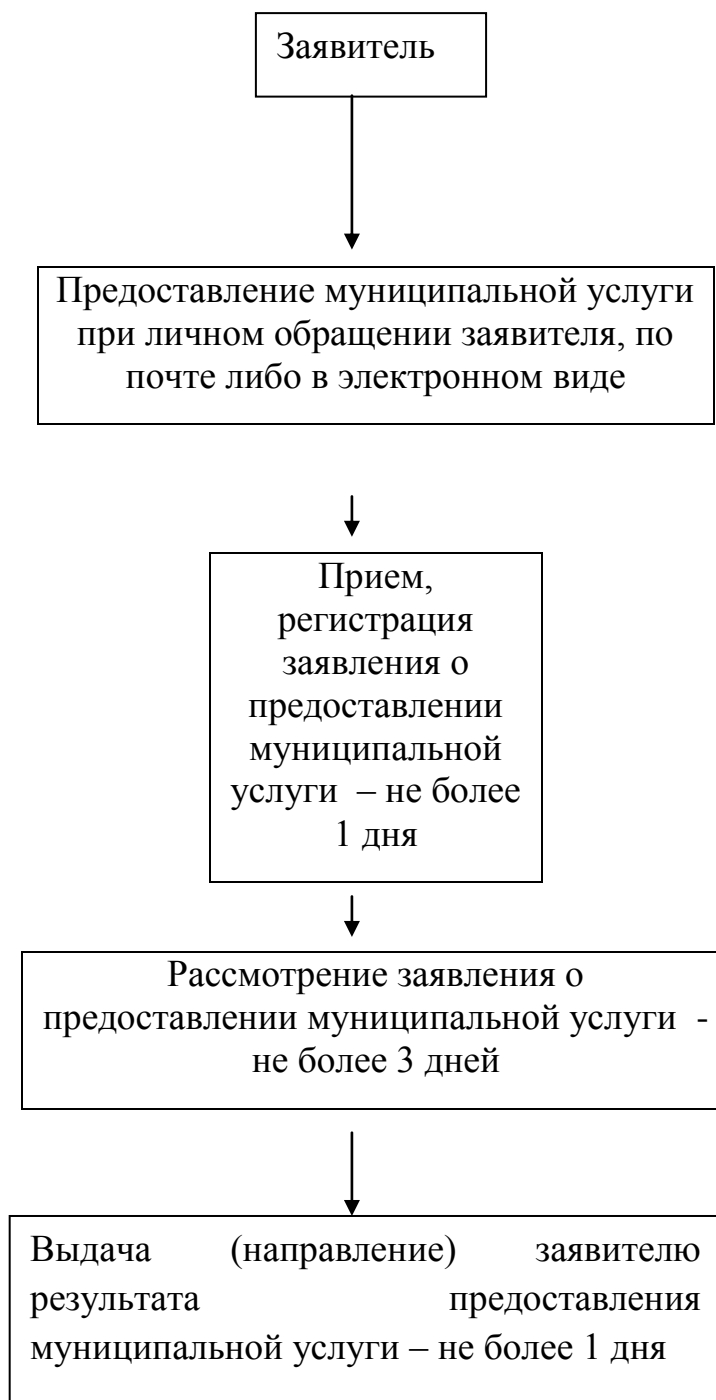 Заявитель
Предоставление муниципальной услуги
при личном обращении заявителя, по
почте либо в электронном виде
Прием,
регистрация
заявления о
предоставлении
муниципальной
услуги – не более
1 дня
Рассмотрение заявления о
предоставлении муниципальной услуги -
не более 3 дней
Выдача (направление) заявителю
результата предоставления
муниципальной услуги – не более 1 дня